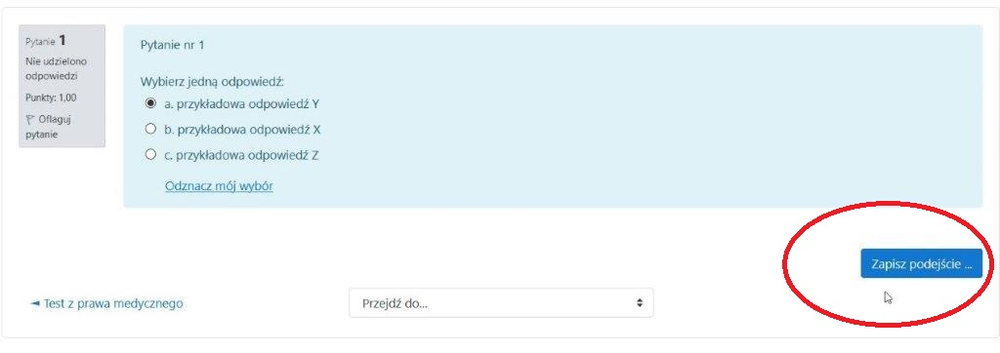 Pytanie 1
Nie udzielono
odpowiedzi
Punkty: 1,00
Oflaguj
pytanie
Pytanie nr 1
Wybierz jedną odpowiedź:
a. przykładowa odpowiedź Y
b. przykładowa odpowiedź X
c. przykładowa odpowiedź Z
Odznacz mój wybór
Zapisz podejście ...
◄ Test z prawa medycznego
Przejdź do...